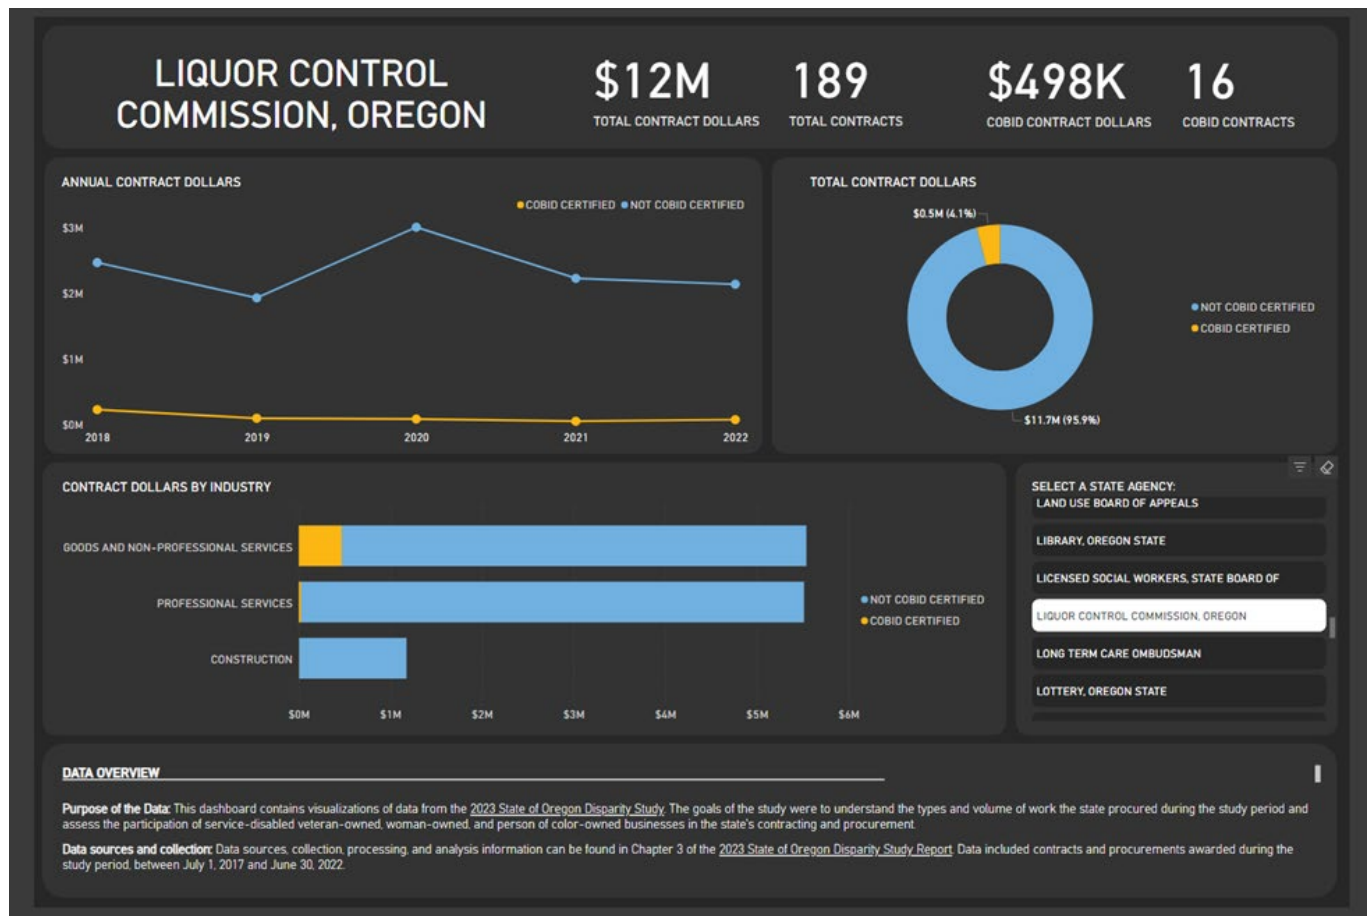 LIQUOR CONTROL
COMMISSION, OREGON
$12M
TOTAL CONTRACT DOLLARS
189
TOTAL CONTRACTS
$498K
COBID CONTRACT DOLLARS
16
COBID CONTRACTS
ANNUAL CONTRACT DOLLARS
COBID CERTIFIED NOT COBID CERTIFIED
$3M
$2M
$1M
$0M
2018 2019 2020 2021 2022
TOTAL CONTRACT DOLLARS
$0.5M (4.1%)
NOT COBID CERTIFIED
COBID CERTIFIED
$11.7M (95.9%)
CONTRACT DOLLARS BY INDUSTRY
GOODS AND NON-PROFESSIONAL SERVICES
PROFESSIONAL SERVICES
CONSTRUCTION
NOT COBID CERTIFIED
COBID CERTIFIED
$0M $1M $2M $3M $4M $5M $6M
SELECT A STATE AGENCY:
LAND USE BOARD OF APPEALS
LIBRARY, OREGON STATE
LICENSED SOCIAL WORKERS, STATE BOARD OF
LIQUOR CONTROL COMMISSION, OREGON
LONG TERM CARE OMBUDSMAN
LOTTERY, OREGON STATE
DATA OVERVIEW
Purpose of the Data: This dashboard contains visualizations of data from the 2023 State of Oregon Disparity Study. The goals of the study were to understand the types and volume of work the state procured during the study period and
assess the participation of service-disabled veteran-owned, woman-owned, and person of color-owned businesses in the state's contracting and procurement.
Data sources and collection: Data sources, collection, processing, and analysis information can be found in Chapter 3 of the 2023 State of Oregon Disparity Study Report. Data included contracts and procurements awarded during the
study period, between July 1, 2017 and June 30, 2022.